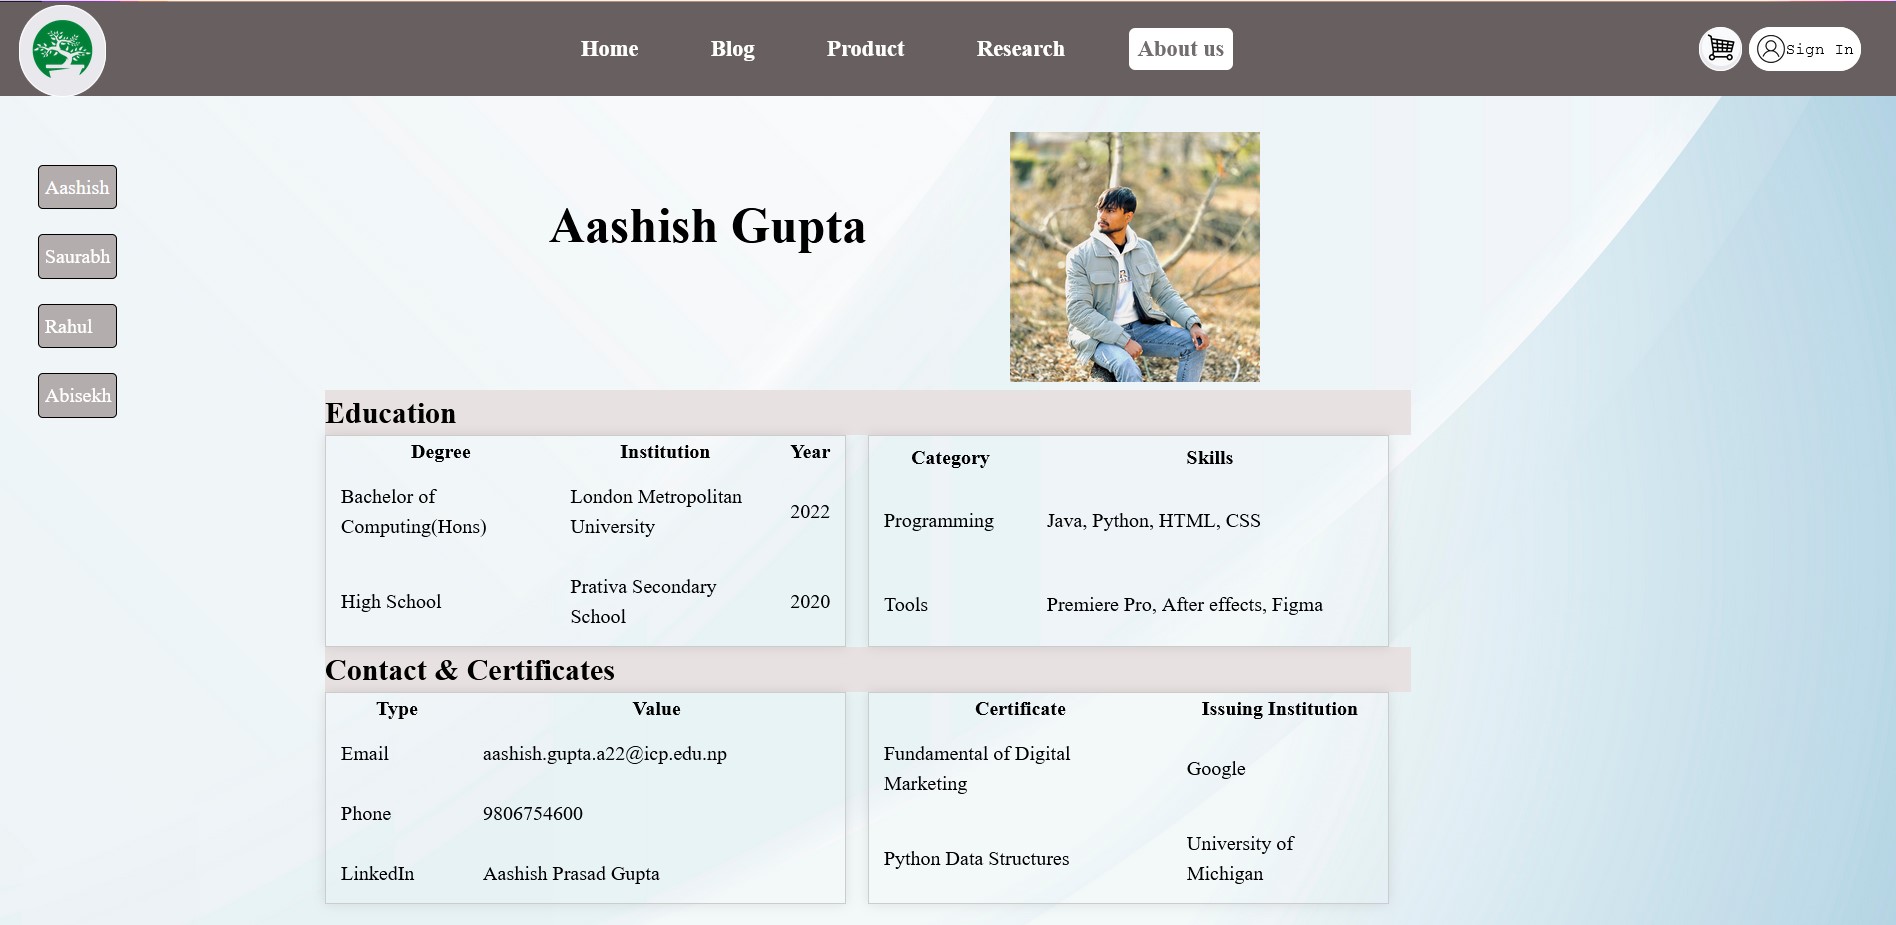 Home Blog Product Research About us Sign In
Aashish
Saurabh
Rahul
Abisekh
Aashish Gupta
Education
Degree Institution Year
Bachelor of Computing(Hons) London Metropolitan University 2022
High School Prativa Secondary School 2020
Category Skills
Programming Java, Python, HTML, CSS
Tools Premiere Pro, After effects, Figma
Contact & Certificates
Type Value
Email aashish.gupta.a22@icp.edu.np
Phone 9806754600
LinkedIn Aashish Prasad Gupta
Certificate Issuing Institution
Fundamental of Digital Marketing Google
Python Data Structures University of Michigan